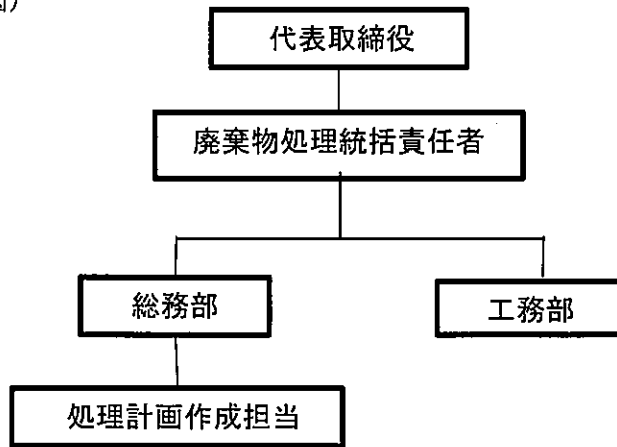 図)
代表取締役
廃棄物処理統括責任者
総務部
工務部
処理計画作成担当